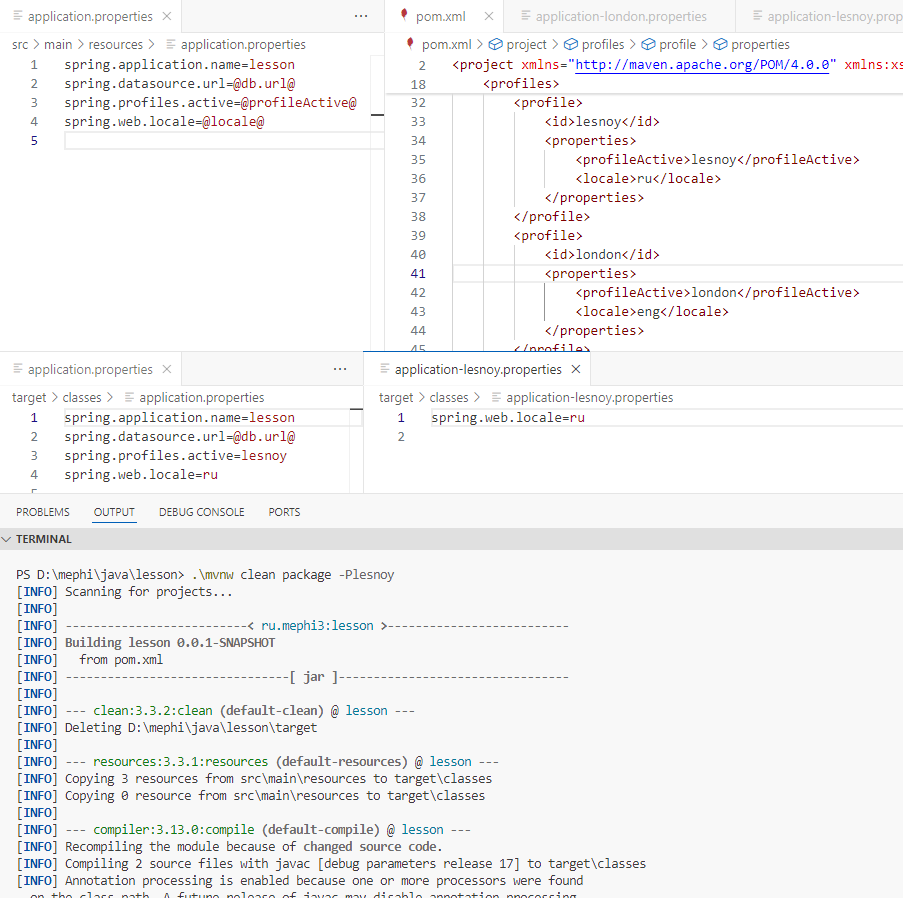 application.properties
pom.xml
application-london.properties
application-lesnoy.prop
src > main > resources > application.properties
1 spring.application.name=lesson
2 spring.datasource.url=@db.url@
3 spring.profiles.active=@profileActive@
4 spring.web.locale=@locale@
5
pom.xml > project > profiles > profile > properties
2 <project xmlns="http://maven.apache.org/POM/4.0.0" xmlns:xs
18 <profiles>
32 <profile>
33 <id>lesnoy</id>
34 <properties>
35 <profileActive>lesnoy</profileActive>
36 <locale>ru</locale>
37 </properties>
38 </profile>
39 <profile>
40 <id>london</id>
41 <properties>
42 <profileActive>london</profileActive>
43 <locale>eng</locale>
44 </properties>
45 </profile>
application.properties
target > classes > application.properties
1 spring.application.name=lesson
2 spring.datasource.url=@db.url@
3 spring.profiles.active=lesnoy
4 spring.web.locale=ru
application-lesnoy.properties
target > classes > application-lesnoy.properties
1 spring.web.locale=ru
2
PROBLEMS OUTPUT DEBUG CONSOLE PORTS
TERMINAL
PS D:\mephi\java\lesson> .\mvnw clean package -Plesnoy
[INFO] Scanning for projects...
[INFO]
[INFO] --------------------------< ru.mephi3:lesson >--------------------------
[INFO] Building lesson 0.0.1-SNAPSHOT
[INFO]   from pom.xml
[INFO] --------------------------------[ jar ]---------------------------------
[INFO]
[INFO] --- clean:3.3.2:clean (default-clean) @ lesson ---
[INFO] Deleting D:\mephi\java\lesson\target
[INFO]
[INFO] --- resources:3.3.1:resources (default-resources) @ lesson ---
[INFO] Copying 3 resources from src\main\resources to target\classes
[INFO] Copying 0 resource from src\main\resources to target\classes
[INFO]
[INFO] --- compiler:3.13.0:compile (default-compile) @ lesson ---
[INFO] Recompiling the module because of changed source code.
[INFO] Compiling 2 source files with javac [debug parameters release 17] to target\classes
[INFO] Annotation processing is enabled because one or more processors were found
on the class path. A future release of javac may disable annotation processing